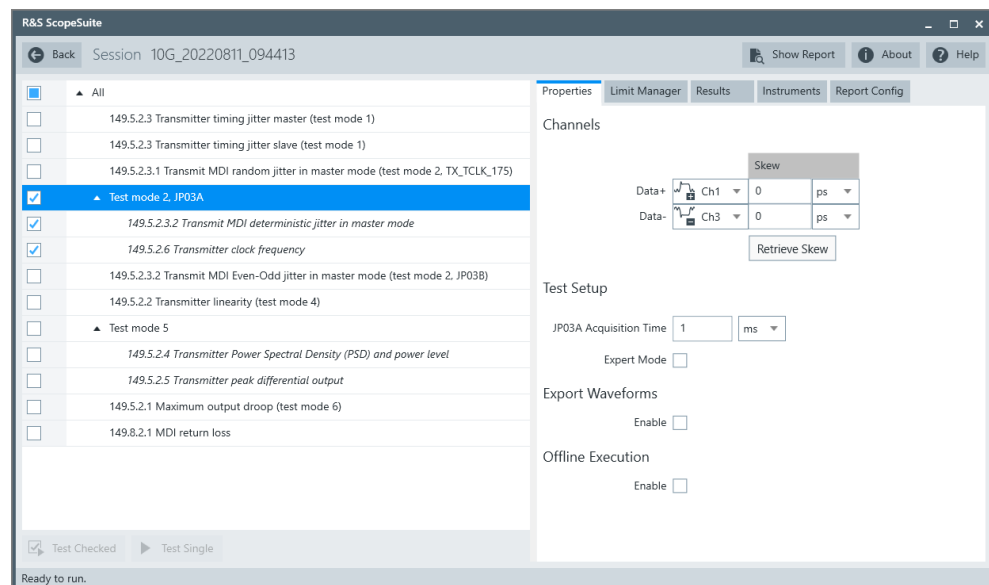 R&S ScopeSuite
Back Session 10G_20220811_094413 Show Report About Help
All
149.5.2.3 Transmitter timing jitter master (test mode 1)
149.5.2.3 Transmitter timing jitter slave (test mode 1)
149.5.2.3.1 Transmit MDI random jitter in master mode (test mode 2, TX_TCLK_175)
Test mode 2, JP03A
149.5.2.3.2 Transmit MDI deterministic jitter in master mode
149.5.2.6 Transmitter clock frequency
149.5.2.3.2 Transmit MDI Even-Odd jitter in master mode (test mode 2, JP03B)
149.5.2.2 Transmitter linearity (test mode 4)
Test mode 5
149.5.2.4 Transmitter Power Spectral Density (PSD) and power level
149.5.2.5 Transmitter peak differential output
149.5.2.1 Maximum output droop (test mode 6)
149.8.2.1 MDI return loss
Test Checked Test Single
Properties Limit Manager Results Instruments Report Config
Channels
Skew
Data+ Ch1 0 ps
Data- Ch3 0 ps
Retrieve Skew
Test Setup
JP03A Acquisition Time 1 ms
Expert Mode
Export Waveforms
Enable
Offline Execution
Enable
Ready to run.